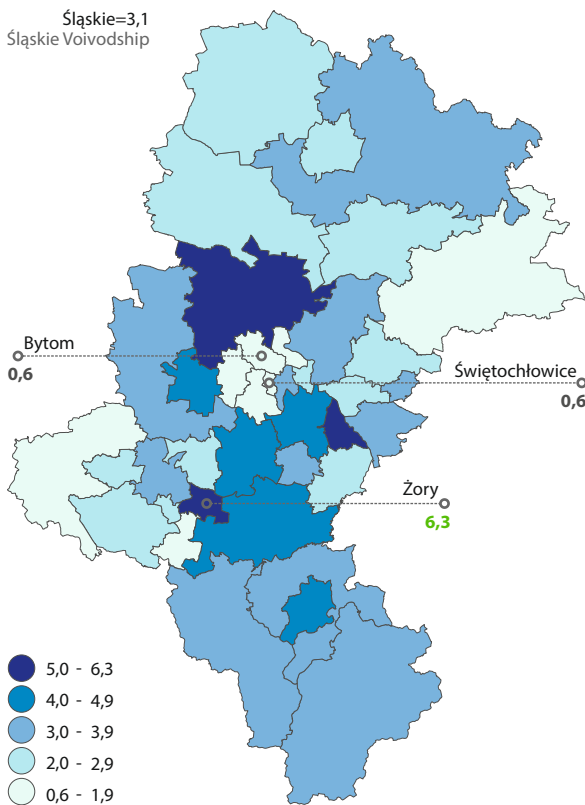 Śląskie=3,1
Śląskie Voivodship
Bytom
0,6
Świętochłowice
0,6
Żory
6,3
5,0 - 6,3
4,0 - 4,9
3,0 - 3,9
2,0 - 2,9
0,6 - 1,9